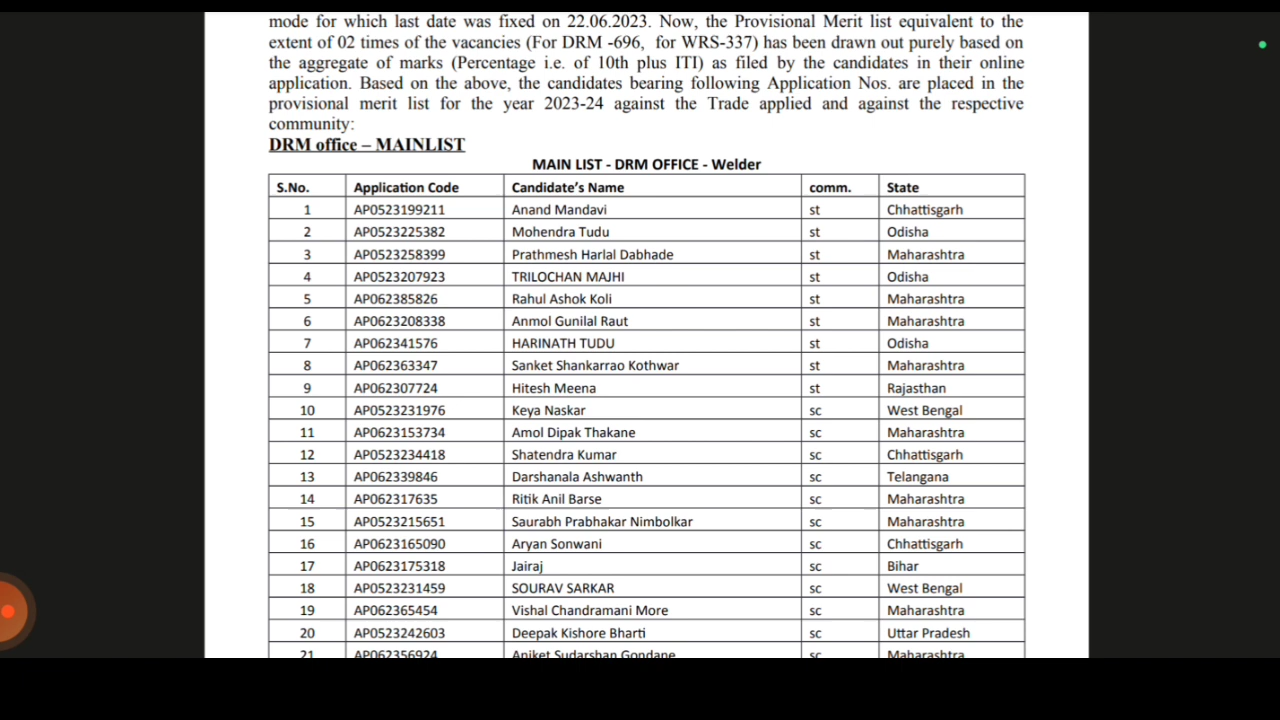 mode for which last date was fixed on 22.06.2023. Now, the Provisional Merit list equivalent to the
extent of 02 times of the vacancies (For DRM -696, for WRS-337) has been drawn out purely based on
the aggregate of marks (Percentage i.e. of 10th plus ITI) as filed by the candidates in their online
application. Based on the above, the candidates bearing following Application Nos. are placed in the
provisional merit list for the year 2023-24 against the Trade applied and against the respective
community:
DRM office – MAINLIST
MAIN LIST - DRM OFFICE - Welder
S.No. Application Code Candidate's Name comm. State
1 AP0523199211 Anand Mandavi st Chhattisgarh
2 AP0523225382 Mohendra Tudu st Odisha
3 AP0523258399 Prathmesh Harlal Dabhade st Maharashtra
4 AP0523207923 TRILOCHAN MAJHI st Odisha
5 AP062385826 Rahul Ashok Koli st Maharashtra
6 AP0623208338 Anmol Gunilal Raut st Maharashtra
7 AP062341576 HARINATH TUDU st Odisha
8 AP062363347 Sanket Shankarrao Kothwar st Maharashtra
9 AP062307724 Hitesh Meena st Rajasthan
10 AP0523231976 Keya Naskar sc West Bengal
11 AP0623153734 Amol Dipak Thakane sc Maharashtra
12 AP0523234418 Shatendra Kumar sc Chhattisgarh
13 AP062339846 Darshanala Ashwanth sc Telangana
14 AP062317635 Ritik Anil Barse sc Maharashtra
15 AP0523215651 Saurabh Prabhakar Nimbolkar sc Maharashtra
16 AP0623165090 Aryan Sonwani sc Chhattisgarh
17 AP0623175318 Jairaj sc Bihar
18 AP0523231459 SOURAV SARKAR sc West Bengal
19 AP062365454 Vishal Chandramani More sc Maharashtra
20 AP0523242603 Deepak Kishore Bharti sc Uttar Pradesh
21 AP062356924 Aniket Sudarshan Gondane sc Maharashtra